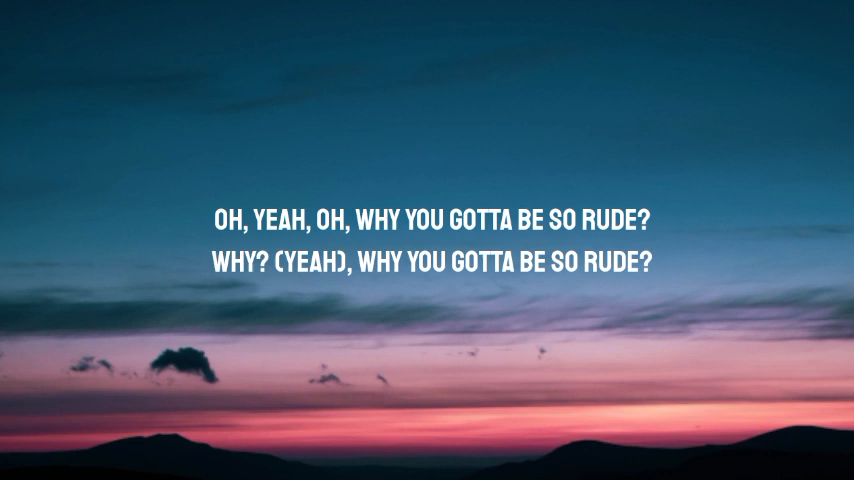 OH, YEAH, OH, WHY YOU GOTTA BE SO RUDE?
WHY? (YEAH), WHY YOU GOTTA BE SO RUDE?